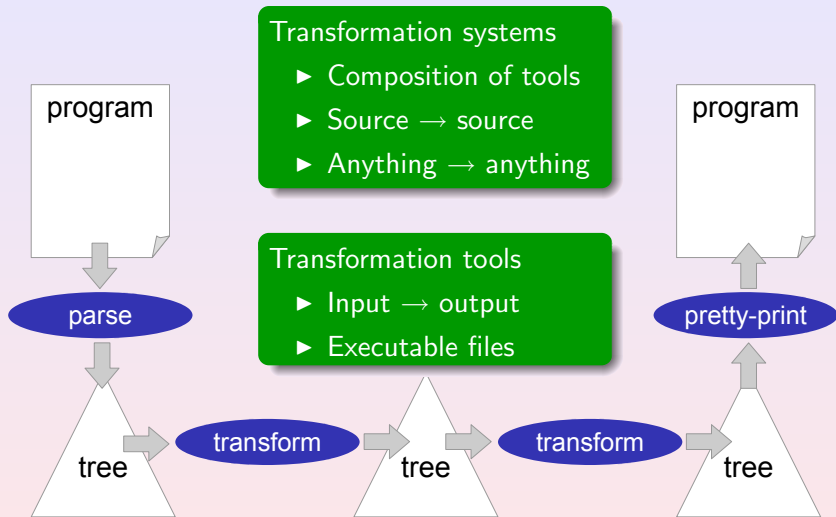 Transformation systems
► Composition of tools
► Source → source
► Anything → anything
program
program
Transformation tools
► Input → output
► Executable files
parse
pretty-print
transform
transform
tree
tree
tree